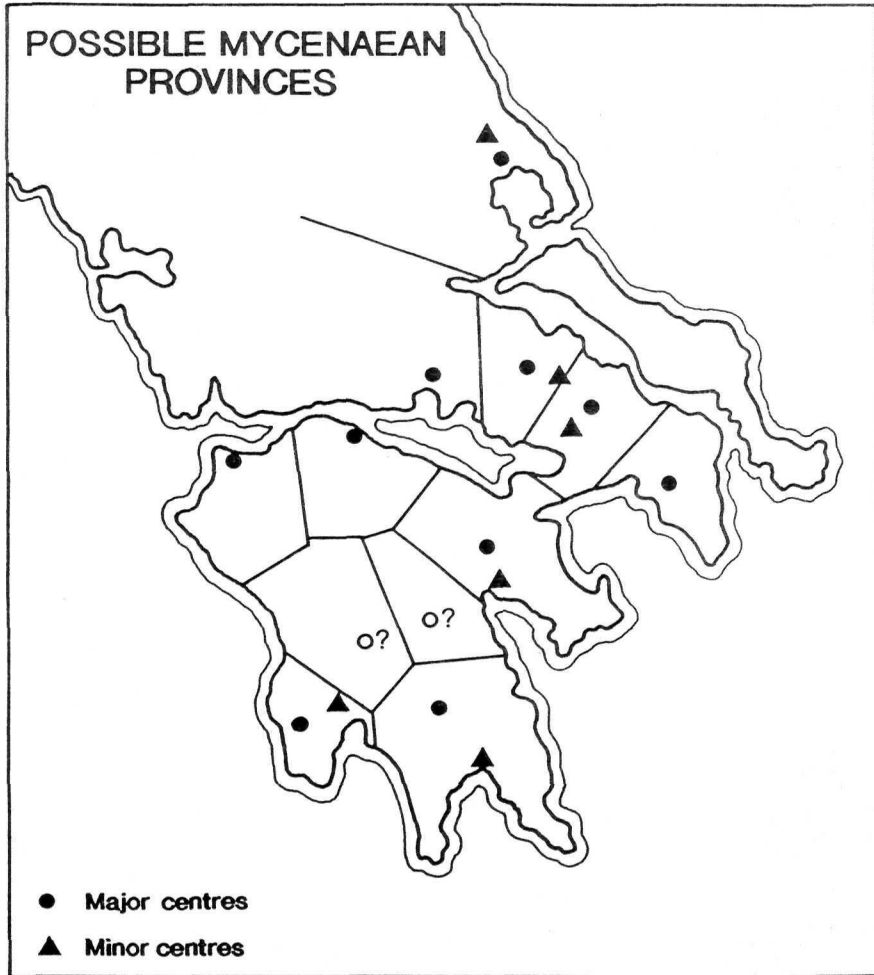 POSSIBLE MYCENAEAN
PROVINCES
o?
o?
Major centres
Minor centres